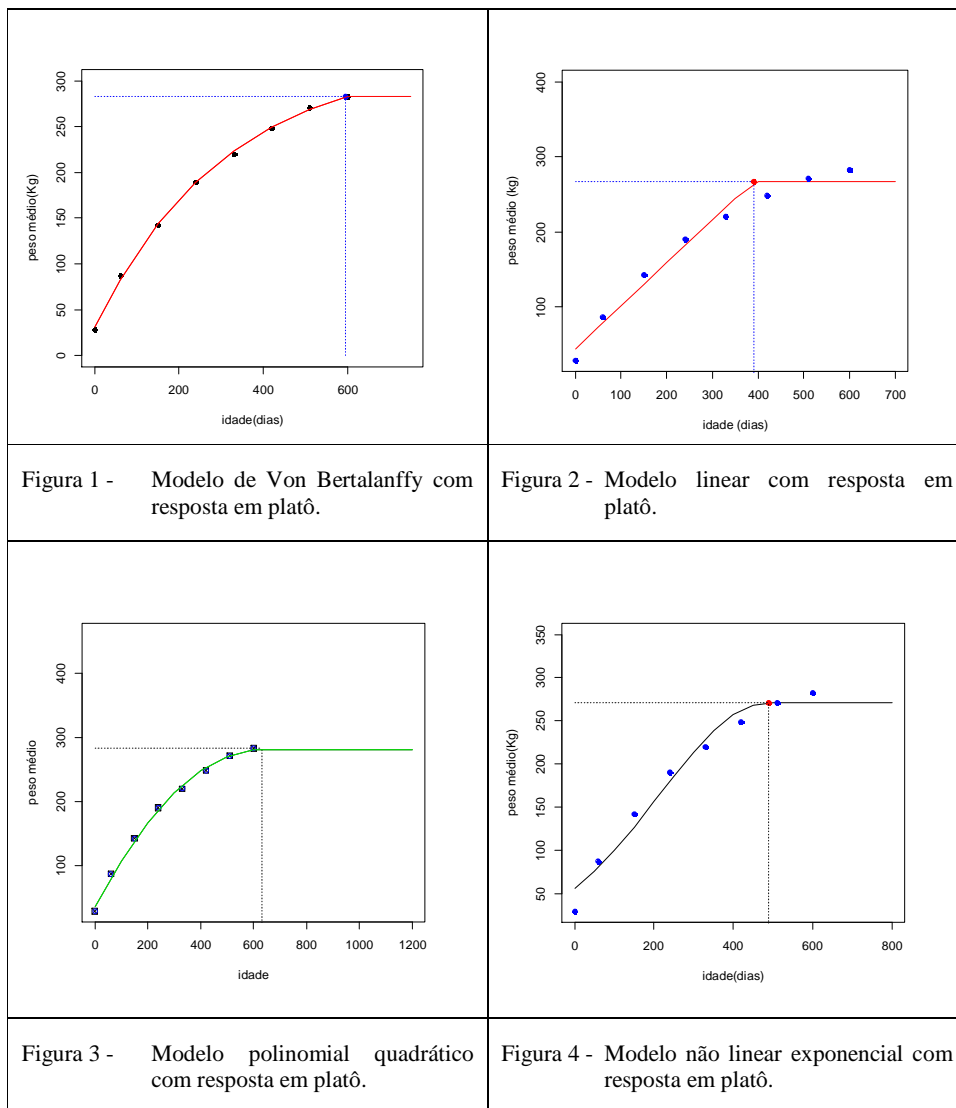 300
250
200
150
100
50
0
peso médio(Kg)
0 200 400 600
idade(dias)
400
300
200
100
peso médio (kg)
0 100 200 300 400 500 600 700
idade (dias)
Figura 1 - Modelo de Von Bertalanffy com
resposta em platô.
Figura 2 - Modelo linear com resposta em
platô.
400
300
200
100
peso médio
0 200 400 600 800 1000 1200
idade
350
300
250
200
150
100
50
peso médio(Kg)
0 200 400 600 800
idade(dias)
Figura 3 - Modelo polinomial quadrático
com resposta em platô.
Figura 4 - Modelo não linear exponencial com
resposta em platô.